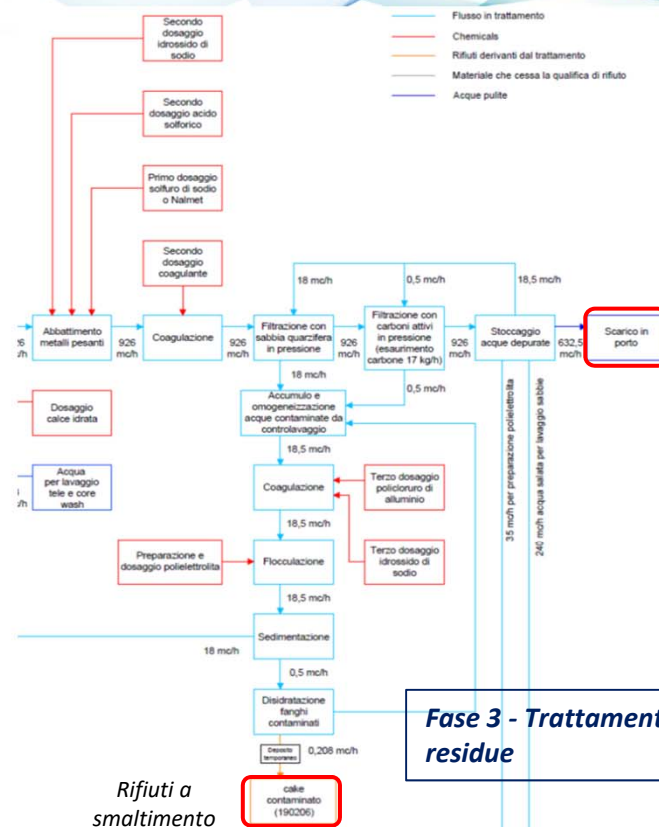 Flusso in trattamento
Chemicals
Rifiuti derivanti dal trattamento
Materiale che cessa la qualifica di rifiuto
Acque pulite
Secondo
dosaggio
idrossido di
sodio
Secondo
dosaggio acido
solforico
Primo dosaggio
solfuro di sodio
o Nalmet
Secondo
dosaggio
coagulante
18 mc/h
0,5 mc/h
18,5 mc/h
Abbattimento
metalli pesanti
926
mc/h
Coagulazione
926
mc/h
Filtrazione con
sabbia quarzifera
in pressione
926
mc/h
Filtrazione con
carboni attivi
in pressione
(esaurimento
carbone 17 kg/h)
926
mc/h
Stoccaggio
acque depurate
632,5
mc/h
Scarico in
porto
18 mc/h
0,5 mc/h
Accumulo e
omogeneizzazione
acque contaminate da
controlavaggio
Dosaggio
calce idrata
18,5 mc/h
Acqua
per lavaggio
tele e core
wash
Coagulazione
Terzo dosaggio
policloruro di
alluminio
35 mc/h per preparazione polielettrolita
240 mc/h acqua salata per lavaggio sabbie
18,5 mc/h
Preparazione e
dosaggio polielettrolita
Flocculazione
Terzo dosaggio
idrossido di
sodio
18,5 mc/h
Sedimentazione
18 mc/h
0,5 mc/h
Disidratazione
fanghi
contaminati
Fase 3 - Trattament
residue
Deposito
temporaneo
0,208 mc/h
cake
contaminato
(190206)
Rifiuti a
smaltimento